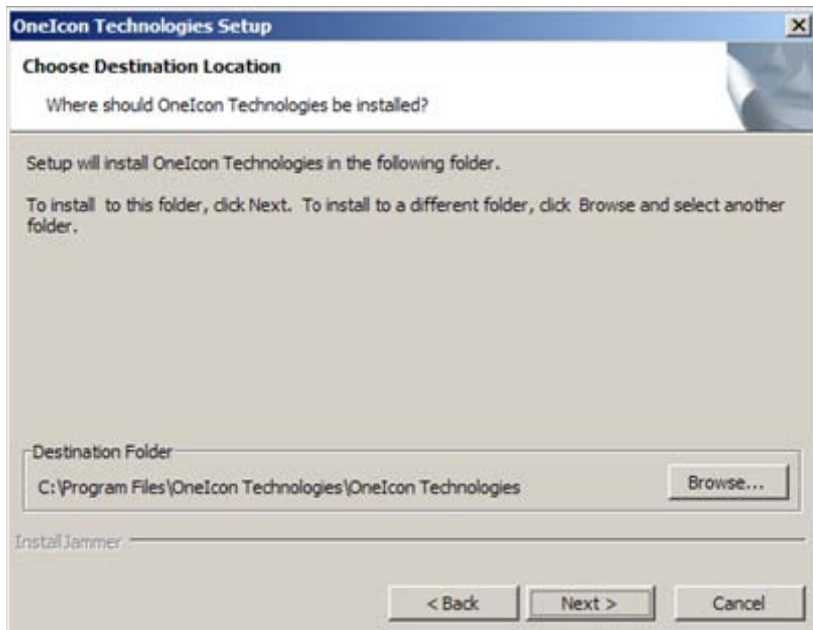 OneIcon Technologies Setup
Choose Destination Location
Where should OneIcon Technologies be installed?
Setup will install OneIcon Technologies in the following folder.
To install  to this folder, click Next.  To install to a different folder, click  Browse and select another
folder.
Destination Folder
C:\Program Files\OneIcon Technologies\OneIcon Technologies
Browse...
InstallJammer
< Back
Next >
Cancel